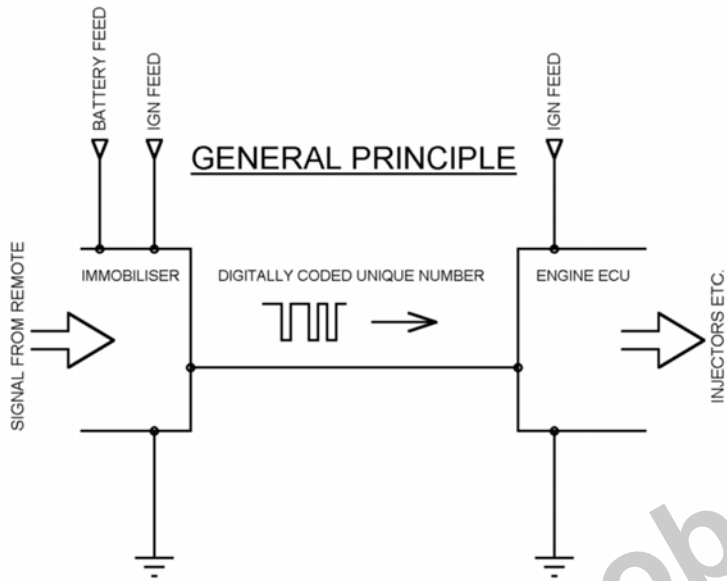 BATTERY FEED
IGN FEED
IGN FEED
GENERAL PRINCIPLE
SIGNAL FROM REMOTE
IMMOBILISER
DIGITALLY CODED UNIQUE NUMBER
ENGINE ECU
INJECTORS ETC.
ob